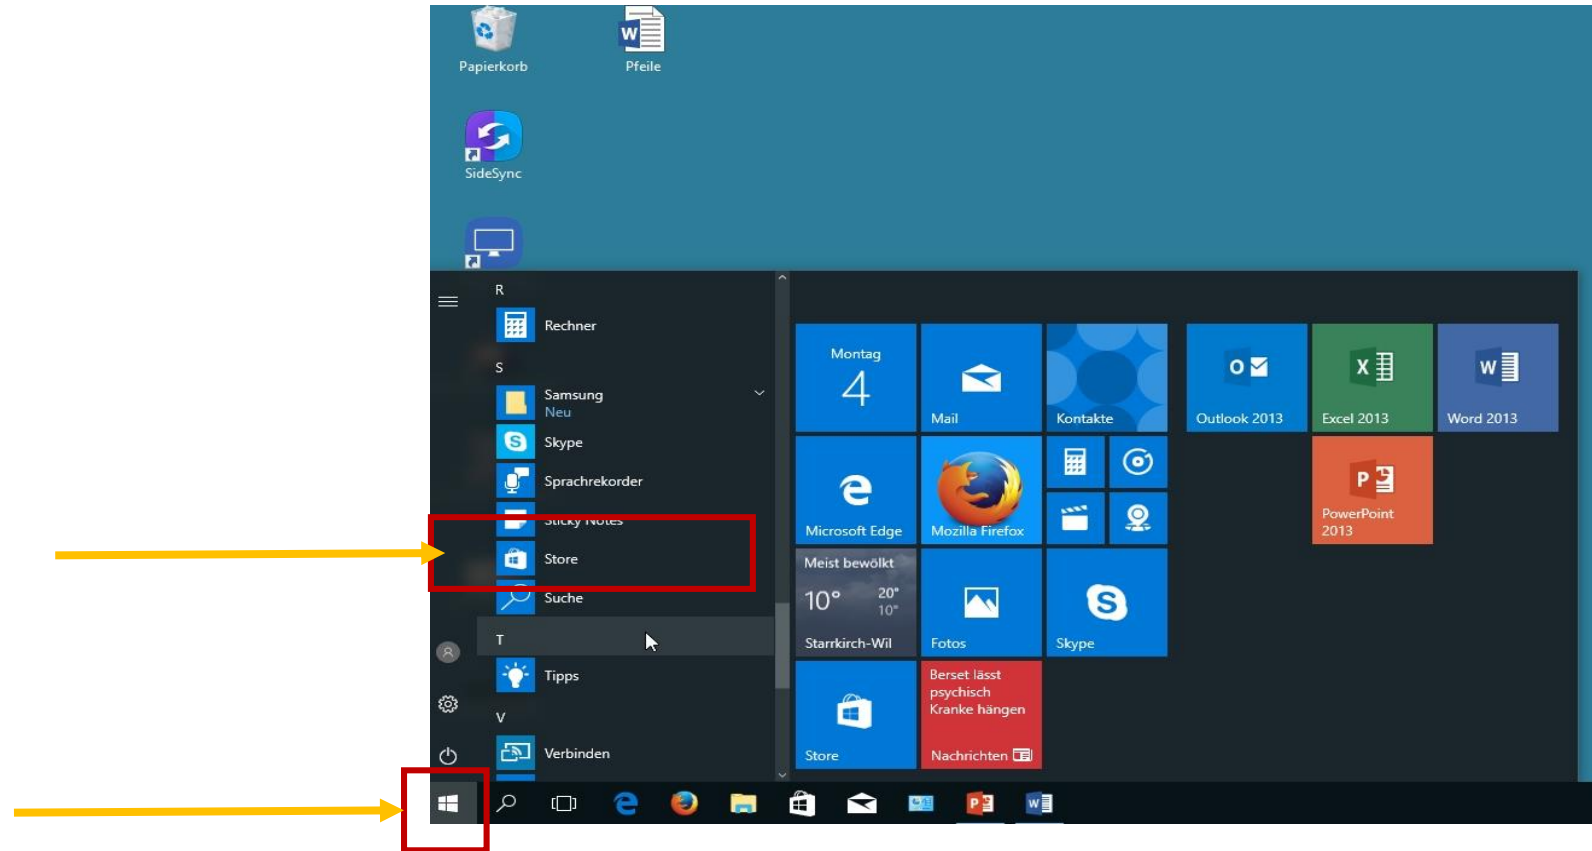 Papierkorb
Pfeile
SideSync
R
Rechner
S
Samsung
Neu
Skype
Sprachrekorder
Sticky Notes
Store
Suche
T
Tipps
V
Verbinden
Montag
4
Mail
Kontakte
Outlook 2013
Excel 2013
Word 2013
Microsoft Edge
Mozilla Firefox
PowerPoint
2013
Meist bewölkt
10° 20°
10°
Starrkirch-Wil
Fotos
Skype
Store
Berset lässt
psychisch
Kranke hängen
Nachrichten